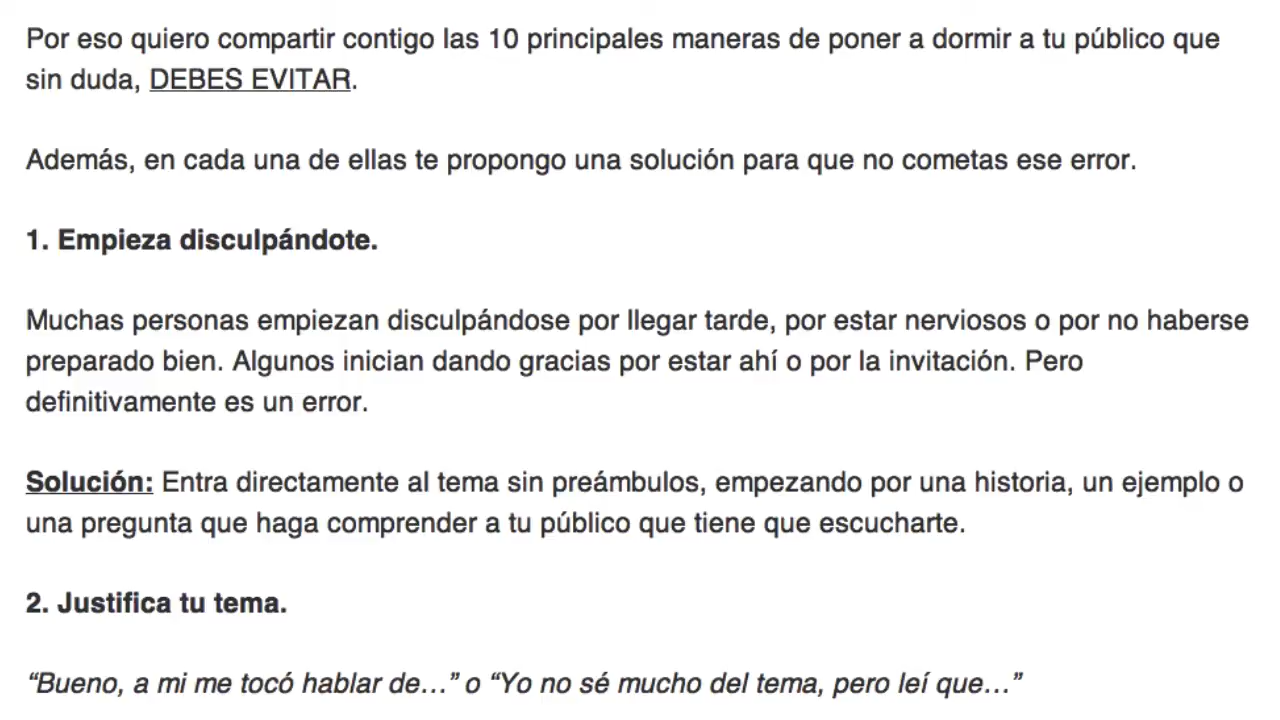 Por eso quiero compartir contigo las 10 principales maneras de poner a dormir a tu público que
sin duda, DEBES EVITAR.
Además, en cada una de ellas te propongo una solución para que no cometas ese error.
1. Empieza disculpándote.
Muchas personas empiezan disculpándose por llegar tarde, por estar nerviosos o por no haberse
preparado bien. Algunos inician dando gracias por estar ahí o por la invitación. Pero
definitivamente es un error.
Solución: Entra directamente al tema sin preámbulos, empezando por una historia, un ejemplo o
una pregunta que haga comprender a tu público que tiene que escucharte.
2. Justifica tu tema.
“Bueno, a mi me tocó hablar de…” o “Yo no sé mucho del tema, pero leí que…”